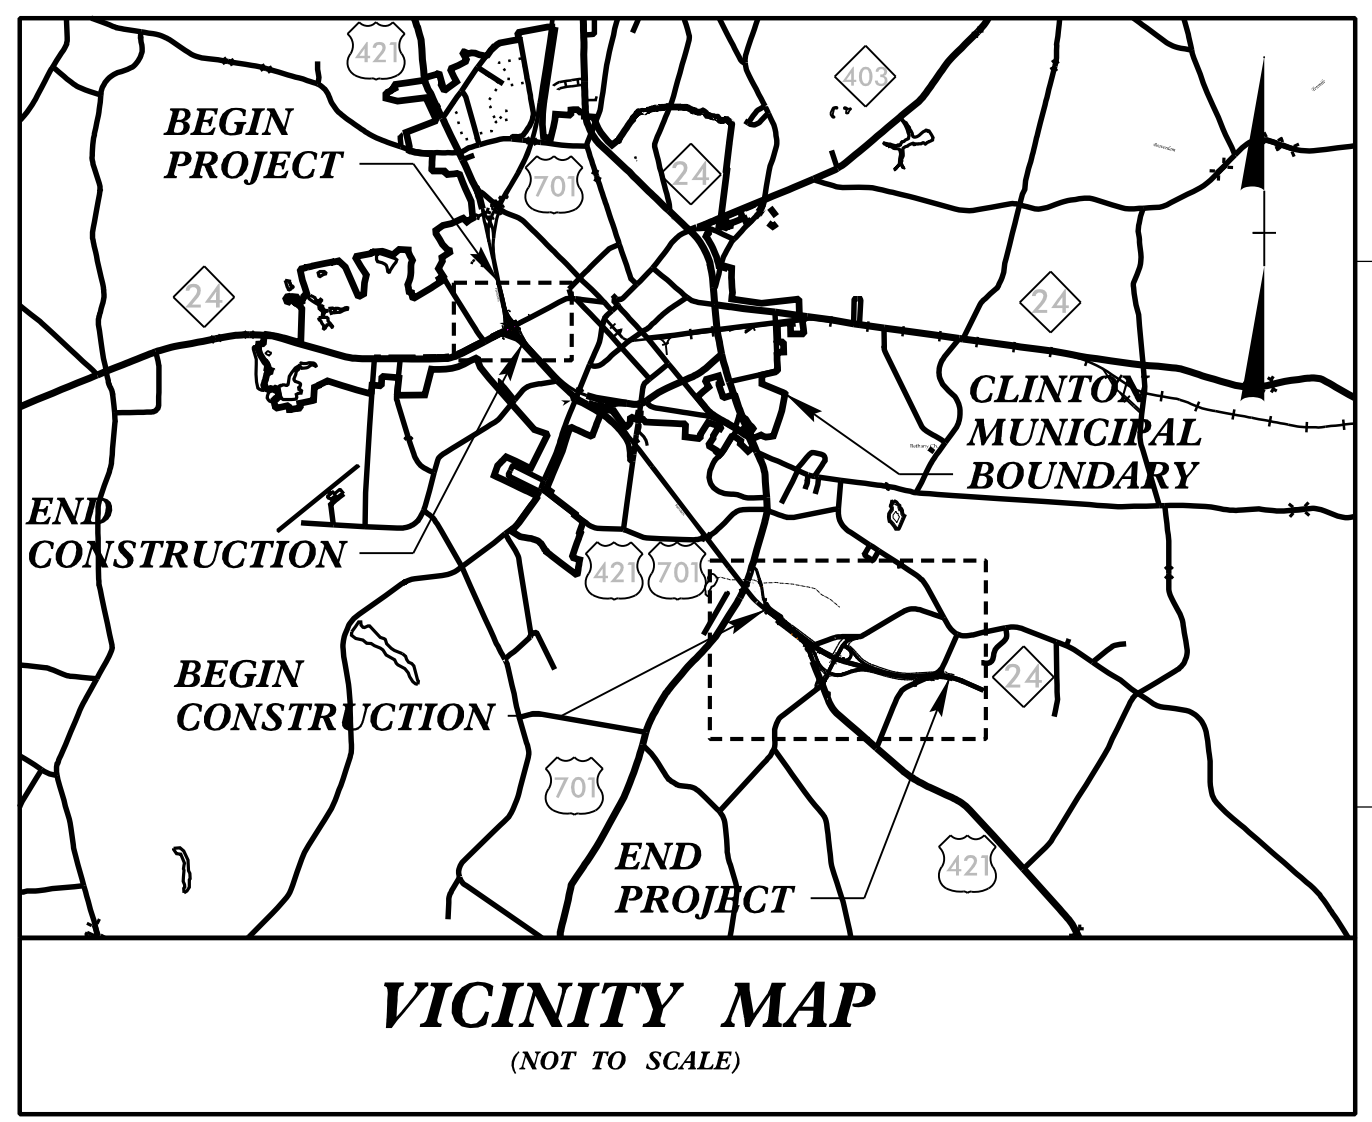 421
403
BEGIN
PROJECT
701
24
24
24
CLINTON
MUNICIPAL
BOUNDARY
END
CONSTRUCTION
421
701
BEGIN
CONSTRUCTION
24
701
END
PROJECT
421
VICINITY MAP
(NOT TO SCALE)